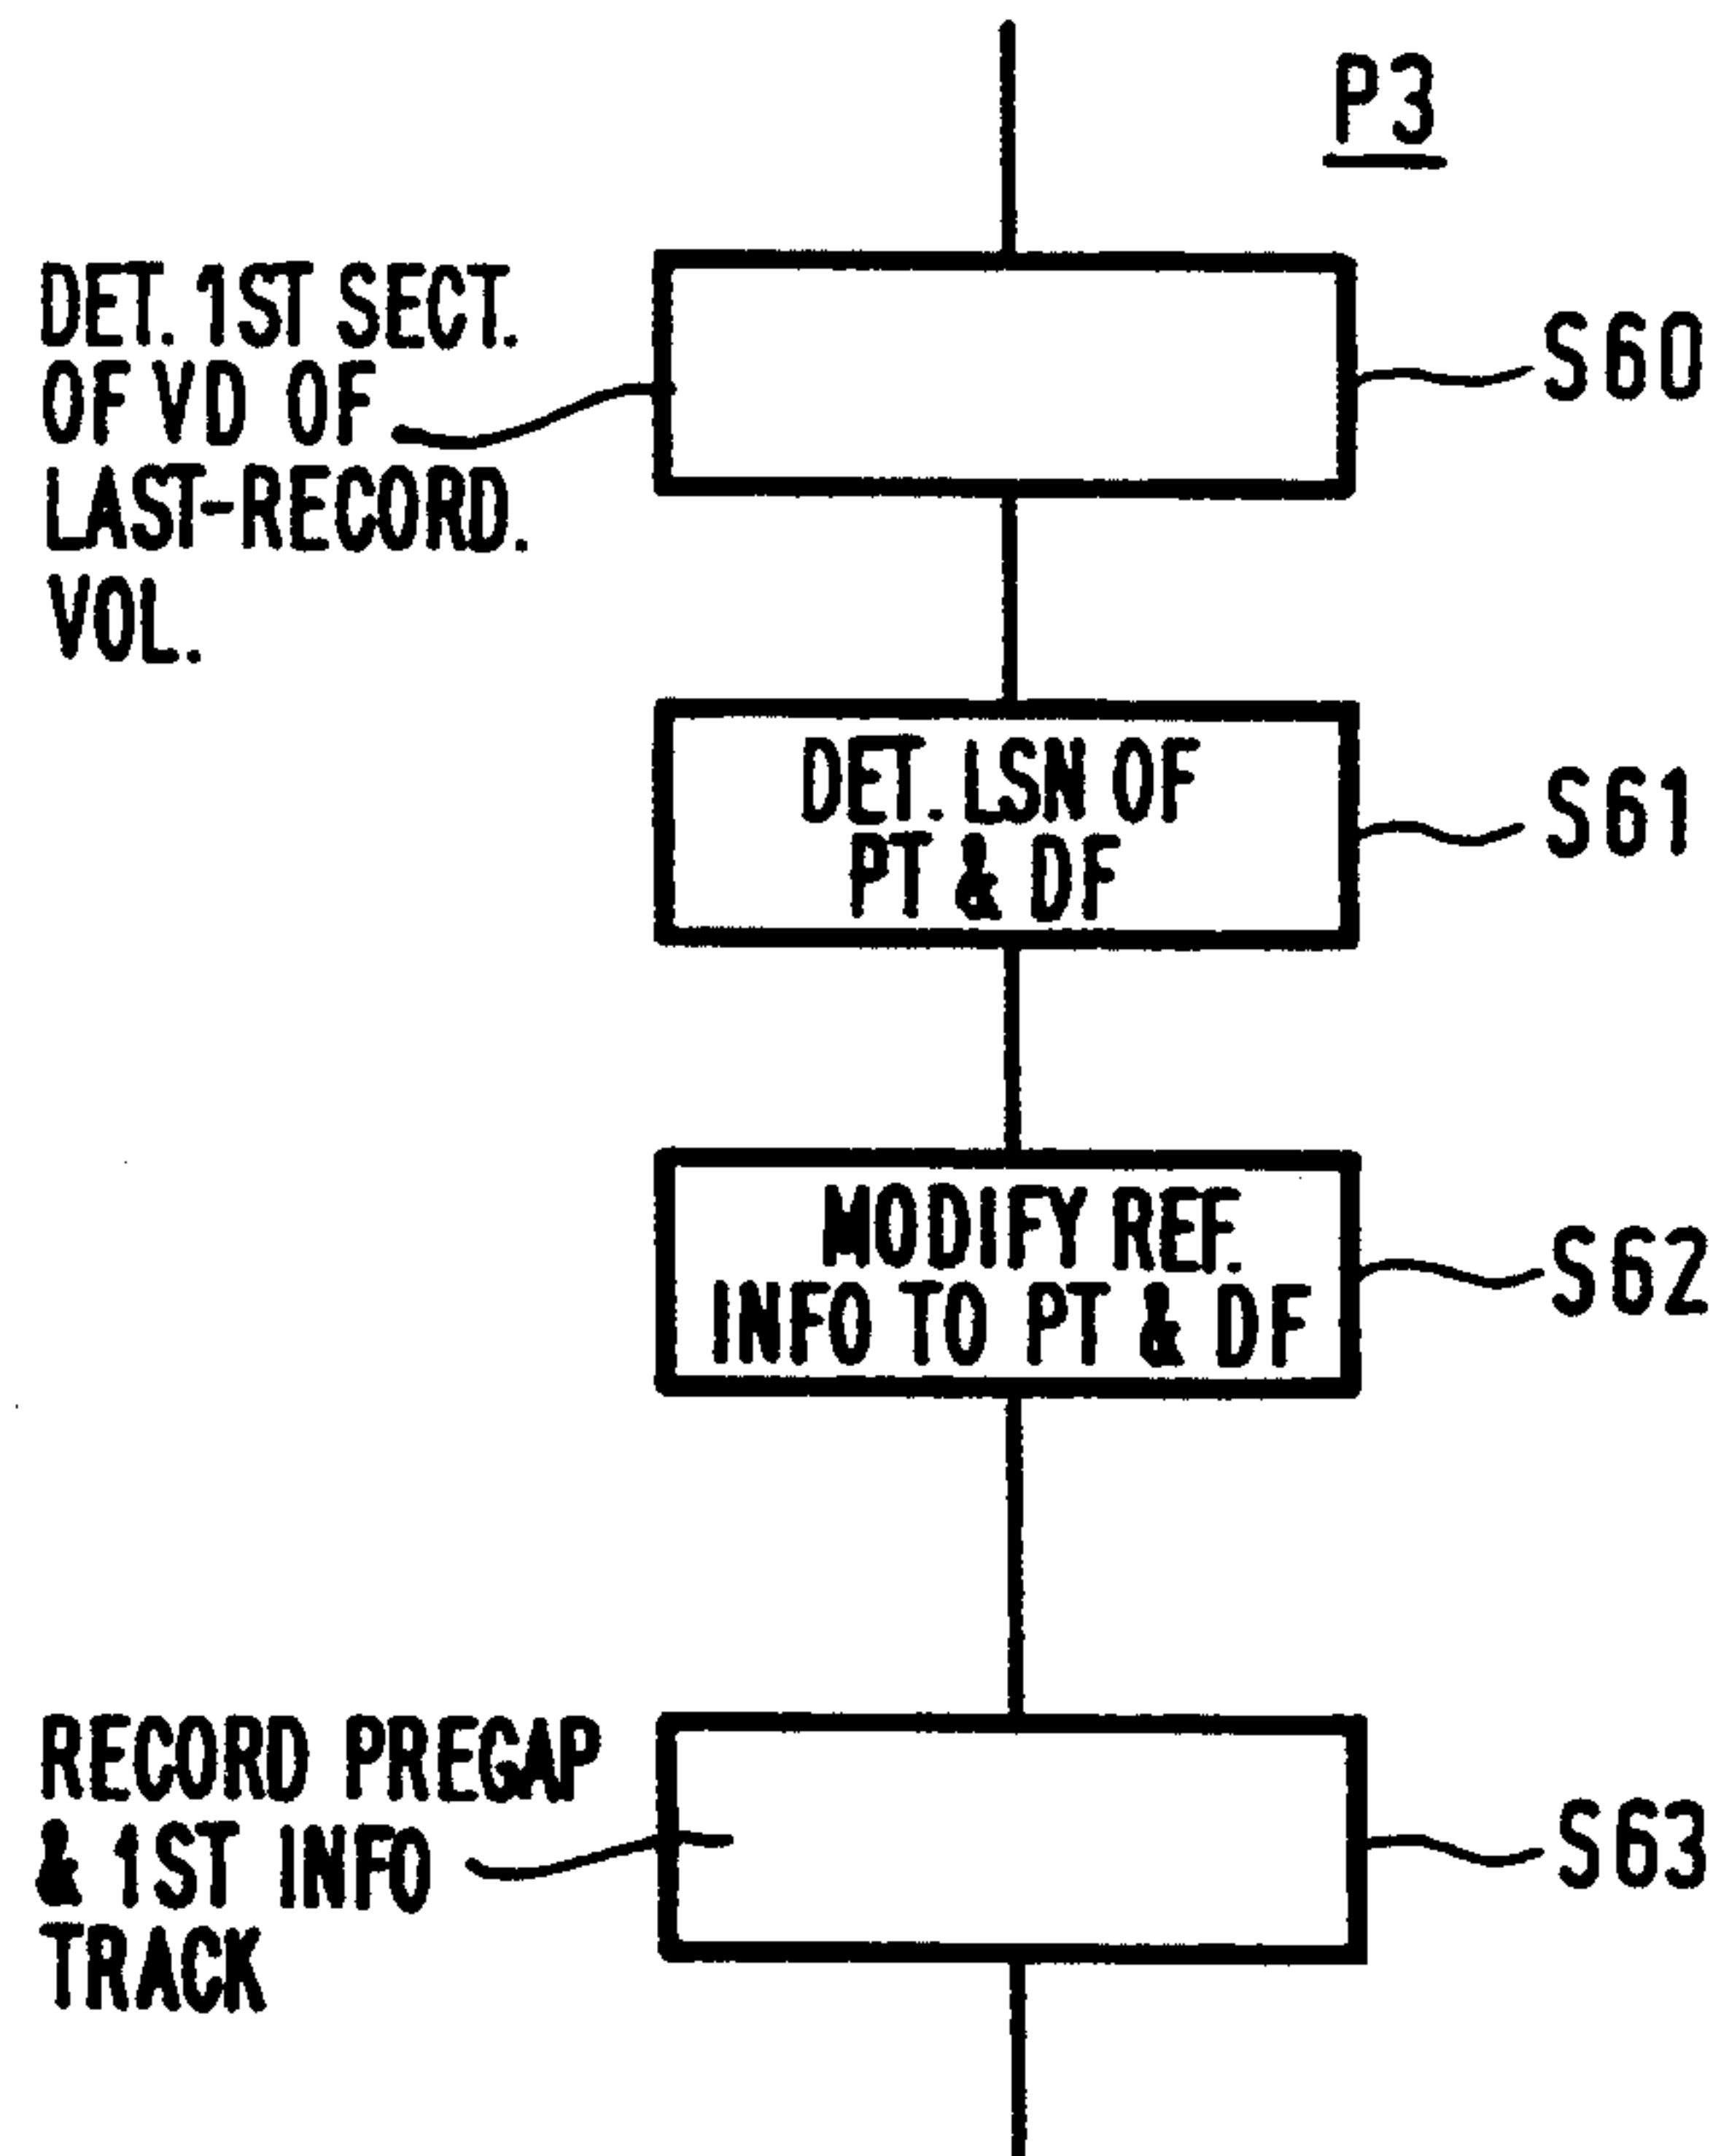 P3
DET. 1ST SECT.
OF VD OF
LAST-RECORD.
VOL.
S60
DET. LSN OF
PT & DF
S61
MODIFY REF.
INFO TO PT & DF
S62
RECORD PREGAP
& 1ST INFO
TRACK
S63